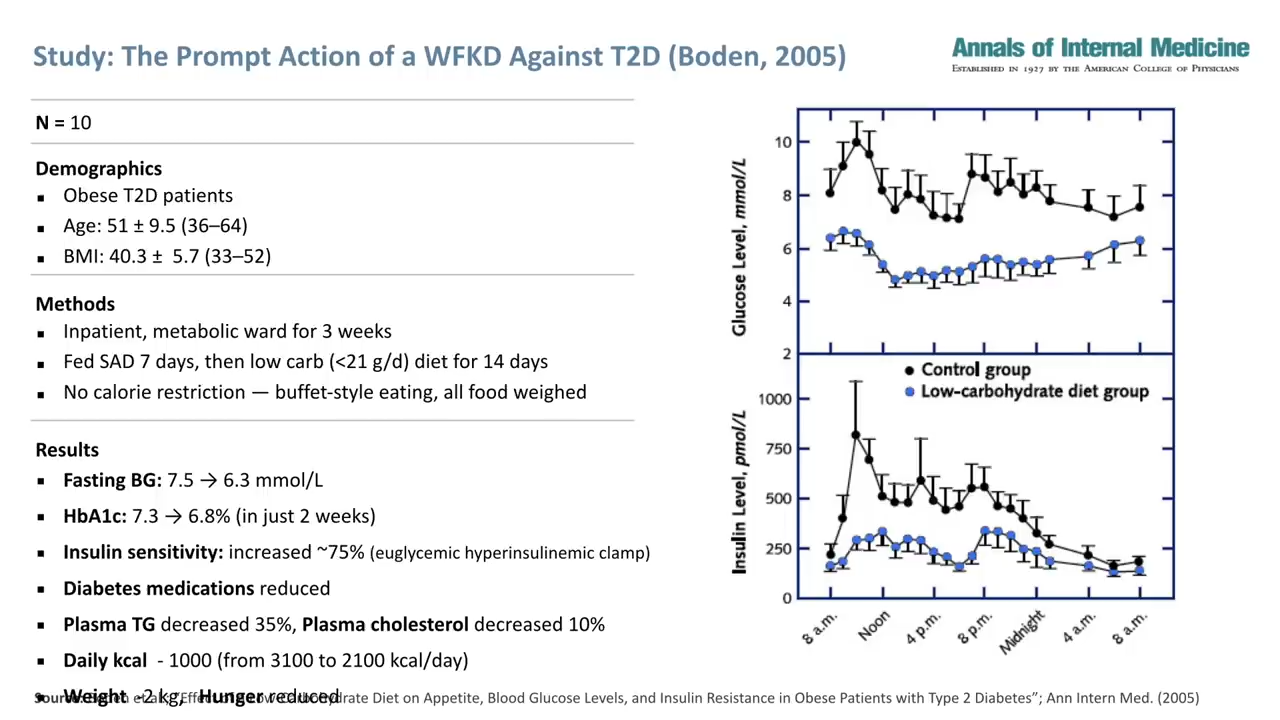 Study: The Prompt Action of a WFKD Against T2D (Boden, 2005)
Annals of Internal Medicine
ESTABLISHED IN 1927 BY THE AMERICAN COLLEGE OF PHYSICIANS
N = 10
Demographics
▪ Obese T2D patients
▪ Age: 51 ± 9.5 (36–64)
▪ BMI: 40.3 ± 5.7 (33–52)
Methods
▪ Inpatient, metabolic ward for 3 weeks
▪ Fed SAD 7 days, then low carb (<21 g/d) diet for 14 days
▪ No calorie restriction — buffet-style eating, all food weighed
Results
▪ Fasting BG: 7.5 → 6.3 mmol/L
▪ HbA1c: 7.3 → 6.8% (in just 2 weeks)
▪ Insulin sensitivity: increased ~75% (euglycemic hyperinsulinemic clamp)
▪ Diabetes medications reduced
▪ Plasma TG decreased 35%, Plasma cholesterol decreased 10%
▪ Daily kcal - 1000 (from 3100 to 2100 kcal/day)
▪ Weight -2 kg, Hunger reduced
Carbohydrate Diet on Appetite, Blood Glucose Levels, and Insulin Resistance in Obese Patients with Type 2 Diabetes”; Ann Intern Med. (2005)
Glucose Level, mmol/L
10
8
6
4
2
Control group
Low-carbohydrate diet group
Insulin Level, pmol/L
1000
750
500
250
0
8 a.m.
Noon
4 p.m.
8 p.m.
Midnight
4 a.m.
8 a.m.